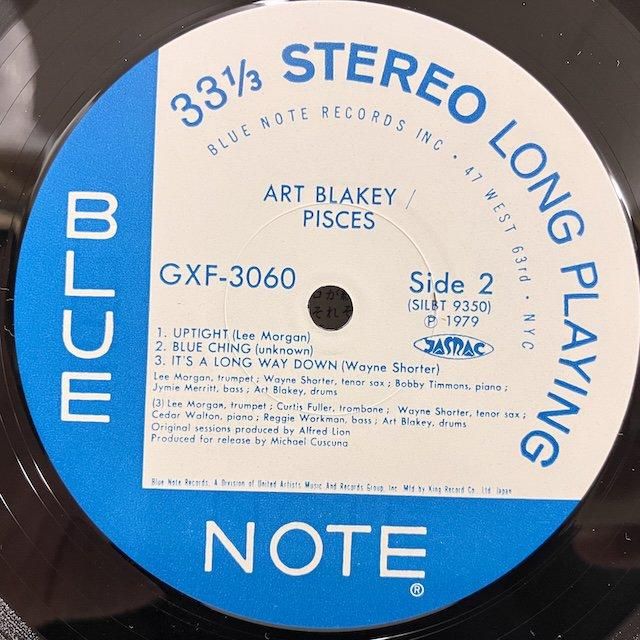 33⅓ STEREO LONG PLAYING
BLUE NOTE RECORDS INC • 47 WEST 63rd • NYC
ART BLAKEY /
PISCES
GXF-3060
Side 2
(SILBT 9350)
Ⓟ 1979
JASRAC
1. UPTIGHT (Lee Morgan)
2. BLUE CHING (unknown)
3. IT'S A LONG WAY DOWN (Wayne Shorter)
Lee Morgan, trumpet ; Wayne Shorter, tenor sax ; Bobby Timmons, piano ;
Jymie Merritt, bass ; Art Blakey, drums
(3) Lee Morgan, trumpet ; Curtis Fuller, trombone ; Wayne Shorter, tenor sax ;
Cedar Walton, piano ; Reggie Workman, bass ; Art Blakey, drums
Original sessions produced by Alfred Lion
Produced for release by Michael Cuscuna
Blue Note Records, A Division of United Artists Music And Records Group, Inc. Mfd by King Record Co. Ltd. Japan
BLUE
NOTE®